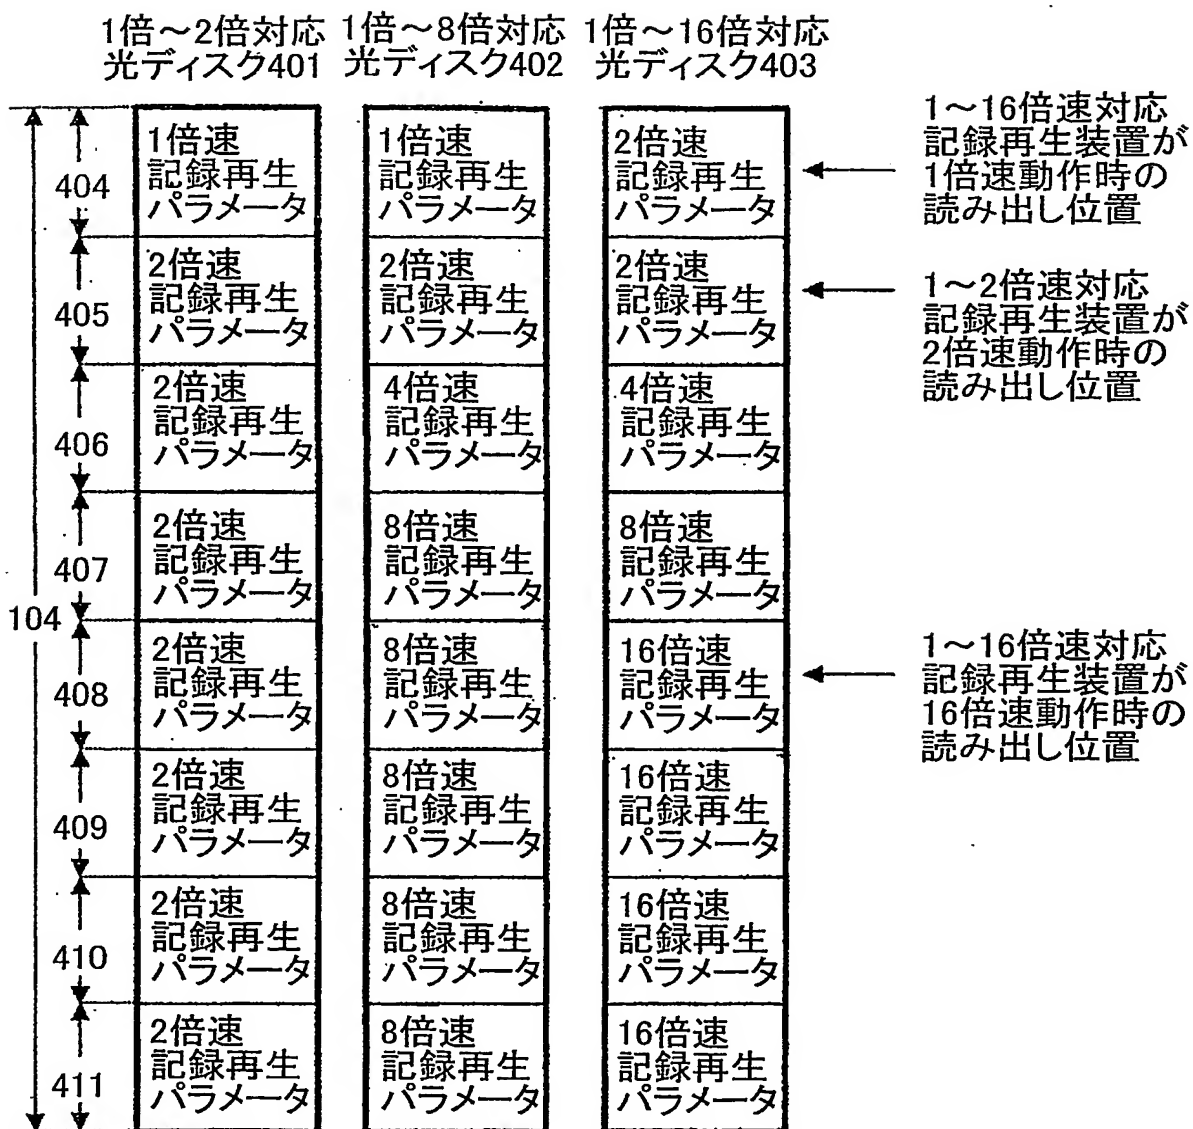 1倍～2倍対応
光ディスク401
1倍～8倍対応
光ディスク402
1倍～16倍対応
光ディスク403
104
404
1倍速
記録再生
パラメータ
1倍速
記録再生
パラメータ
2倍速
記録再生
パラメータ
1～16倍速対応
記録再生装置が
1倍速動作時の
読み出し位置
405
2倍速
記録再生
パラメータ
2倍速
記録再生
パラメータ
2倍速
記録再生
パラメータ
1～2倍速対応
記録再生装置が
2倍速動作時の
読み出し位置
406
2倍速
記録再生
パラメータ
4倍速
記録再生
パラメータ
4倍速
記録再生
パラメータ
407
2倍速
記録再生
パラメータ
8倍速
記録再生
パラメータ
8倍速
記録再生
パラメータ
408
2倍速
記録再生
パラメータ
8倍速
記録再生
パラメータ
16倍速
記録再生
パラメータ
1～16倍速対応
記録再生装置が
16倍速動作時の
読み出し位置
409
2倍速
記録再生
パラメータ
8倍速
記録再生
パラメータ
16倍速
記録再生
パラメータ
410
2倍速
記録再生
パラメータ
8倍速
記録再生
パラメータ
16倍速
記録再生
パラメータ
411
2倍速
記録再生
パラメータ
8倍速
記録再生
パラメータ
16倍速
記録再生
パラメータ